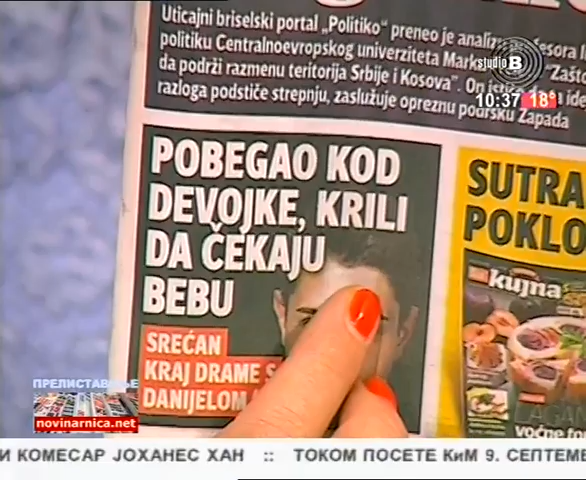 Uticajni briselski portal „Politiko“ preneo je analizu
politiku Centralnoevropskog univerziteta
da podrži razmenu teritorija Srbije i Kosova“. On
razloga podstiče strepnju, zaslužuje opreznu podršku Zapada
studio B
10:37 18°
POBEGAO KOD
DEVOJKE, KRILI
DA ČEKAJU
BEBU
SREĆAN
KRAJ DRAME
DANIJELOM
SUTRA
POKLO
kujna
voćne
novinarnica.net
И КОМЕСАР ЈОХАНЕС ХАН :: ТОКОМ ПОСЕТЕ КиМ 9. СЕПТЕМ